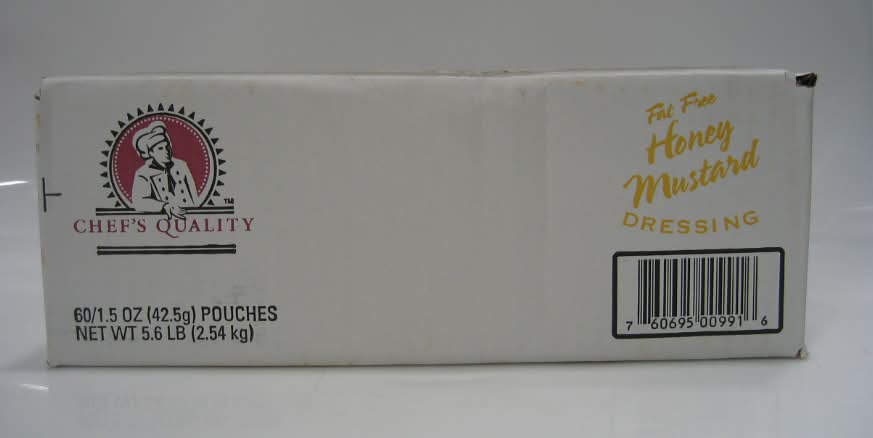 TM
CHEF'S QUALITY
60/1.5 OZ (42.5g) POUCHES
NET WT 5.6 LB (2.54 kg)
Fat Free
Honey
Mustard
DRESSING
7 60695 00991 6